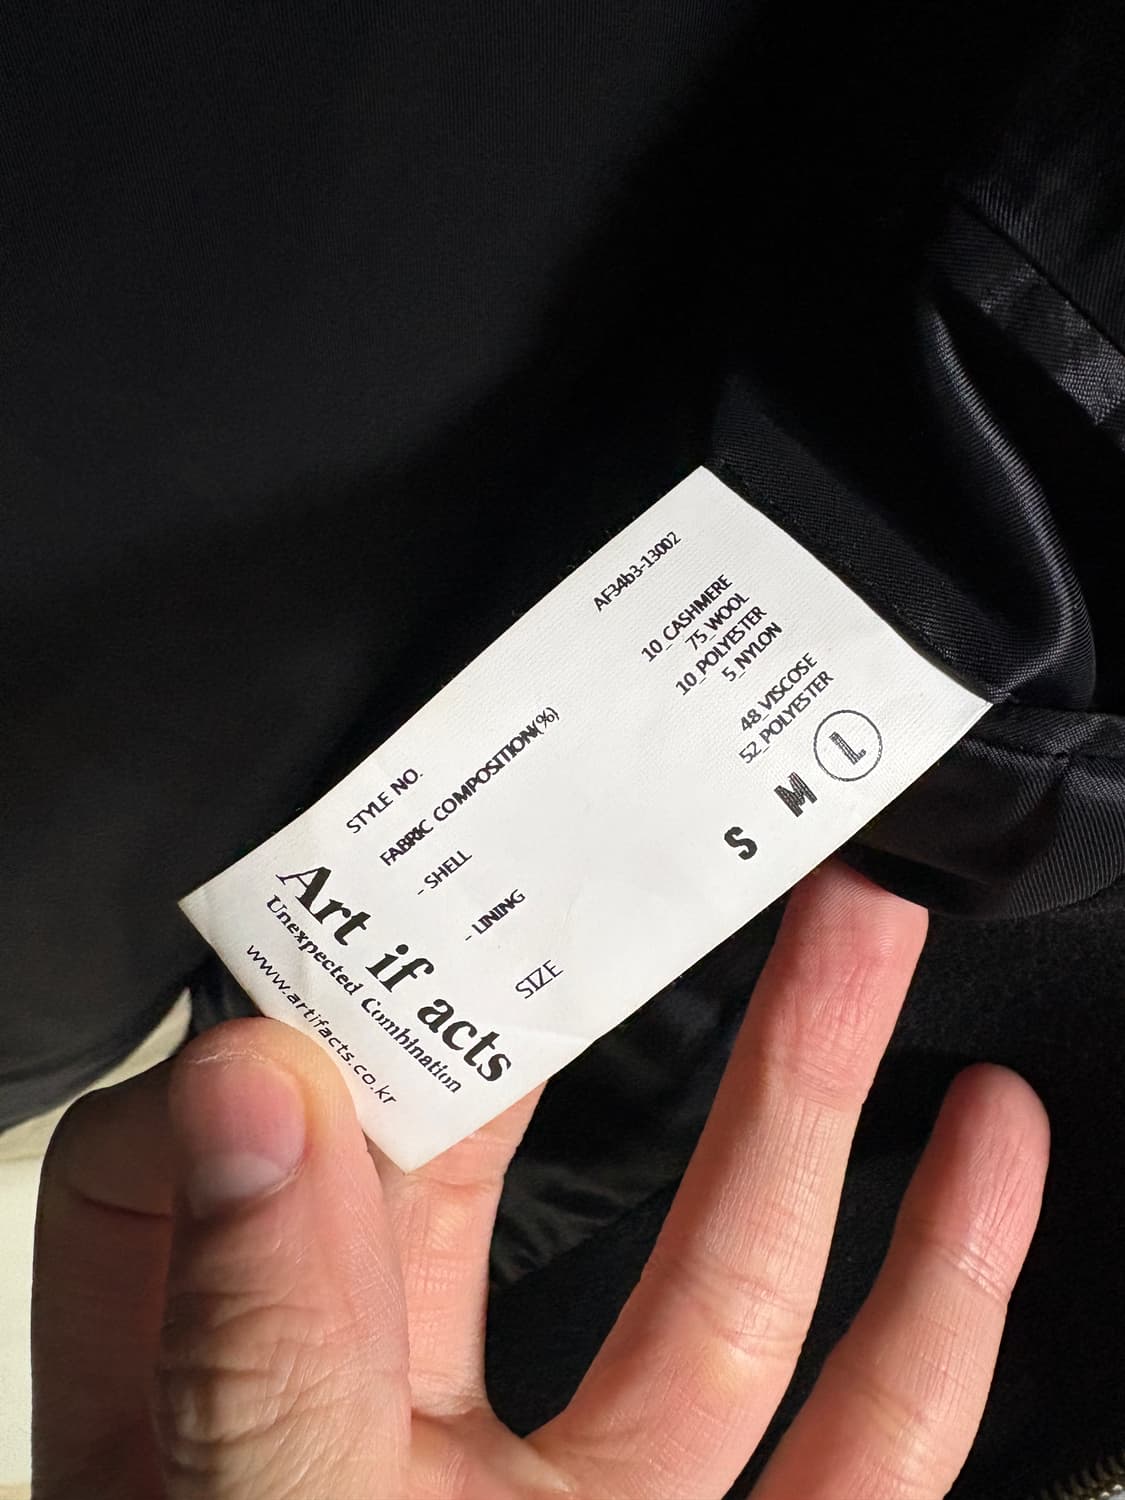 STYLE NO. AF34b3-13002
FABRIC COMPOSITION(%)
- SHELL 10_CASHMERE
75_WOOL
10_POLYESTER
5_NYLON
- LINING 48_VISCOSE
52_POLYESTER
SIZE S M L
Art if acts
Unexpected Combination
www.artifacts.co.kr